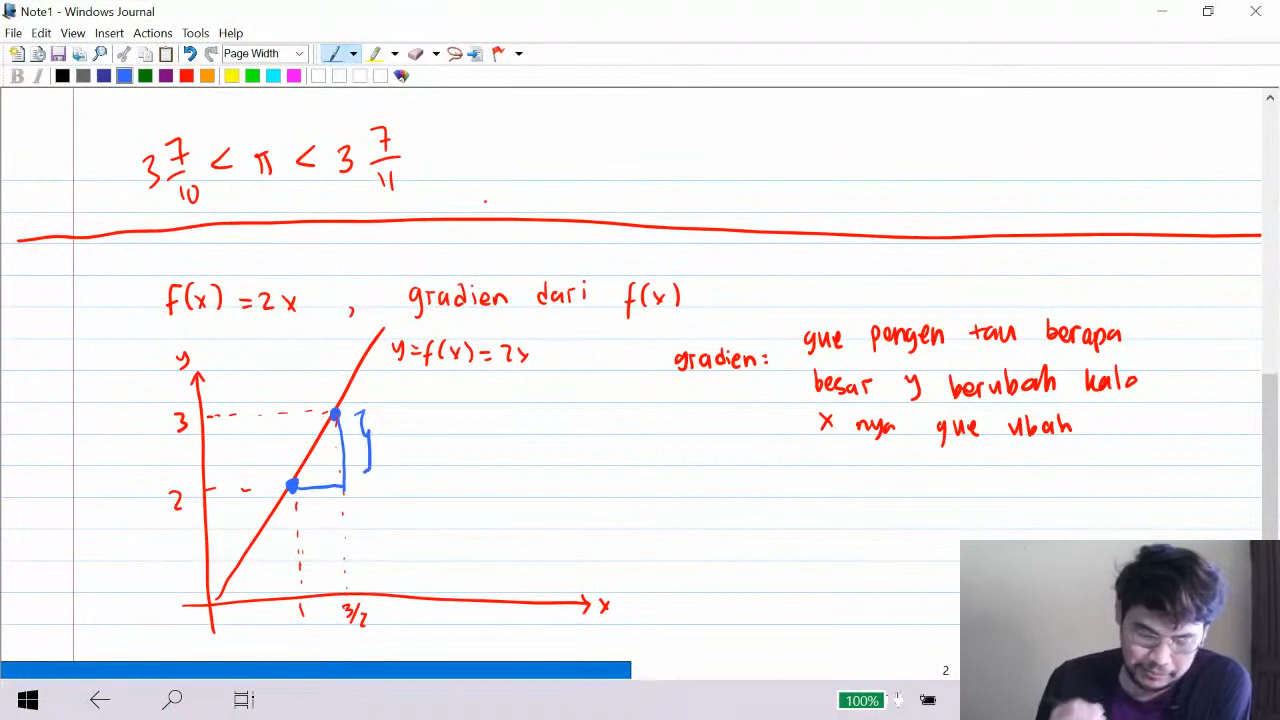 Note1 - Windows Journal
File Edit View Insert Actions Tools Help
Page Width
B I
3 7/10 < π < 3 7/11
f(x) = 2x , gradien dari f(x)
y = f(x) = 2x
gradien: gue pengen tau berapa
besar y berubah kalo
x nya gue ubah
y
3
2
1 3/2 x
2
100%